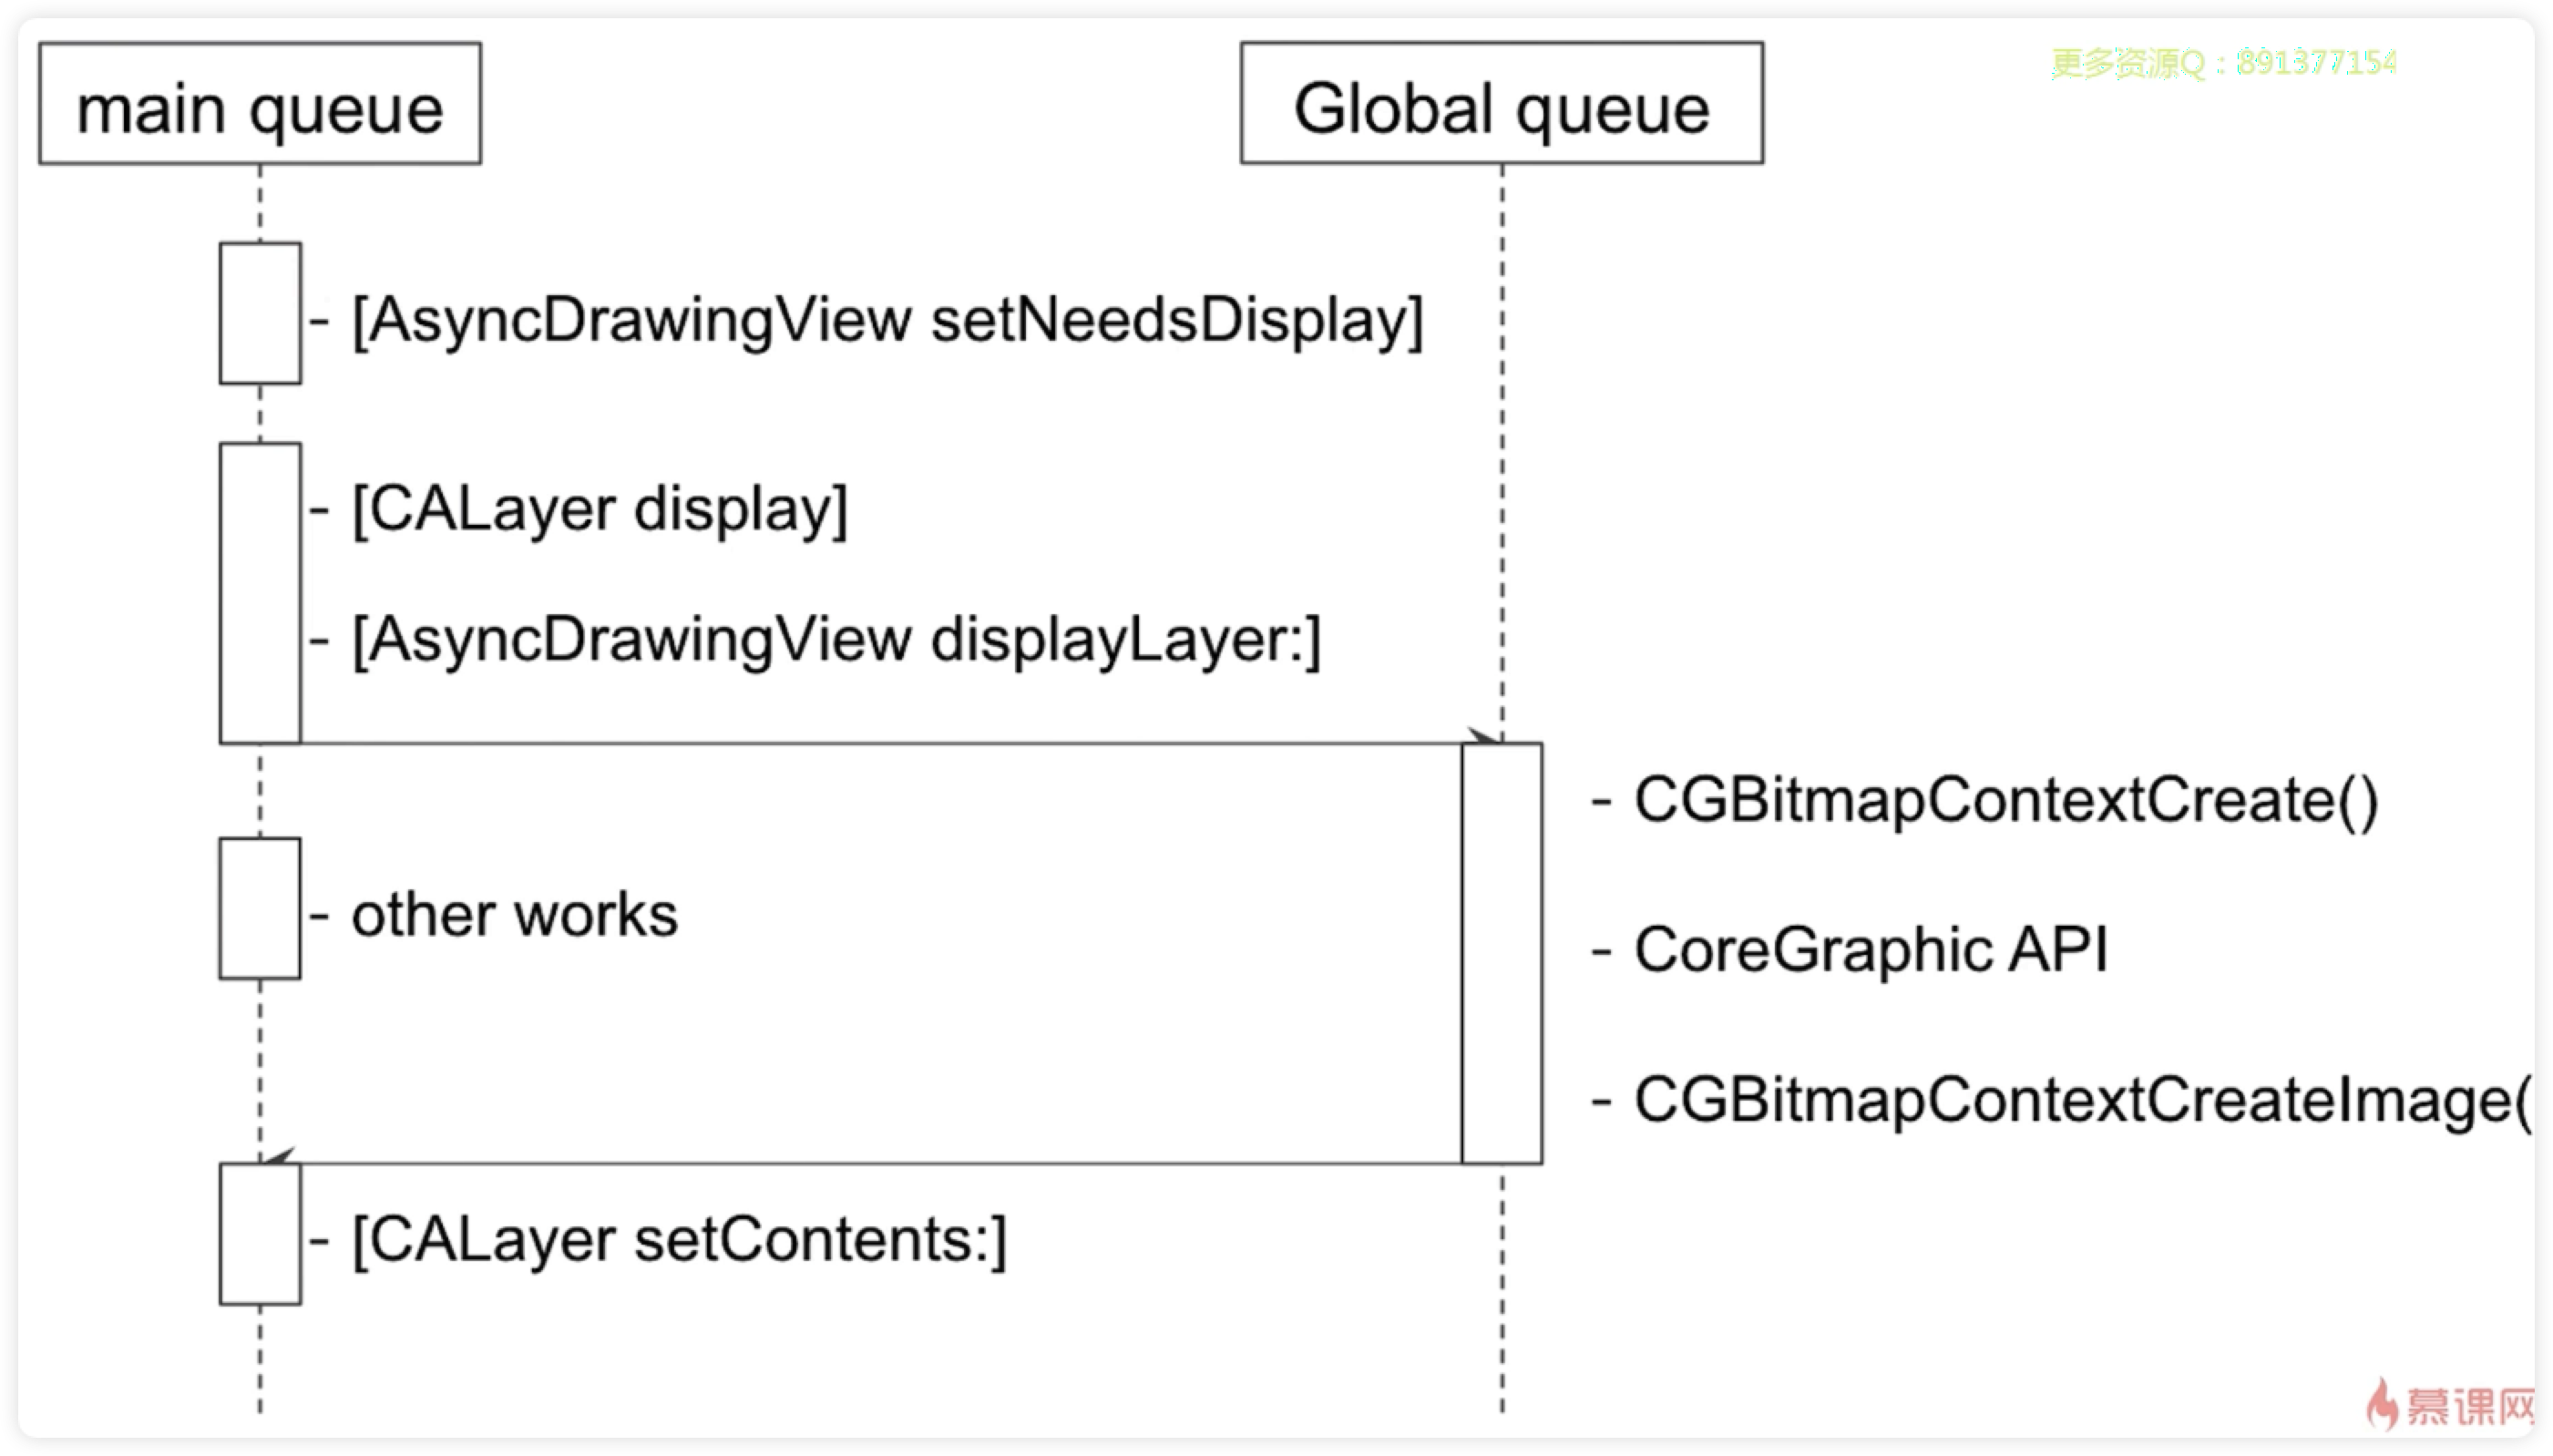 main queue
Global queue
更多资源Q：891377154
- [AsyncDrawingView setNeedsDisplay]
- [CALayer display]
- [AsyncDrawingView displayLayer:]
- CGBitmapContextCreate()
- other works
- CoreGraphic API
- CGBitmapContextCreateImage(
- [CALayer setContents:]
慕课网